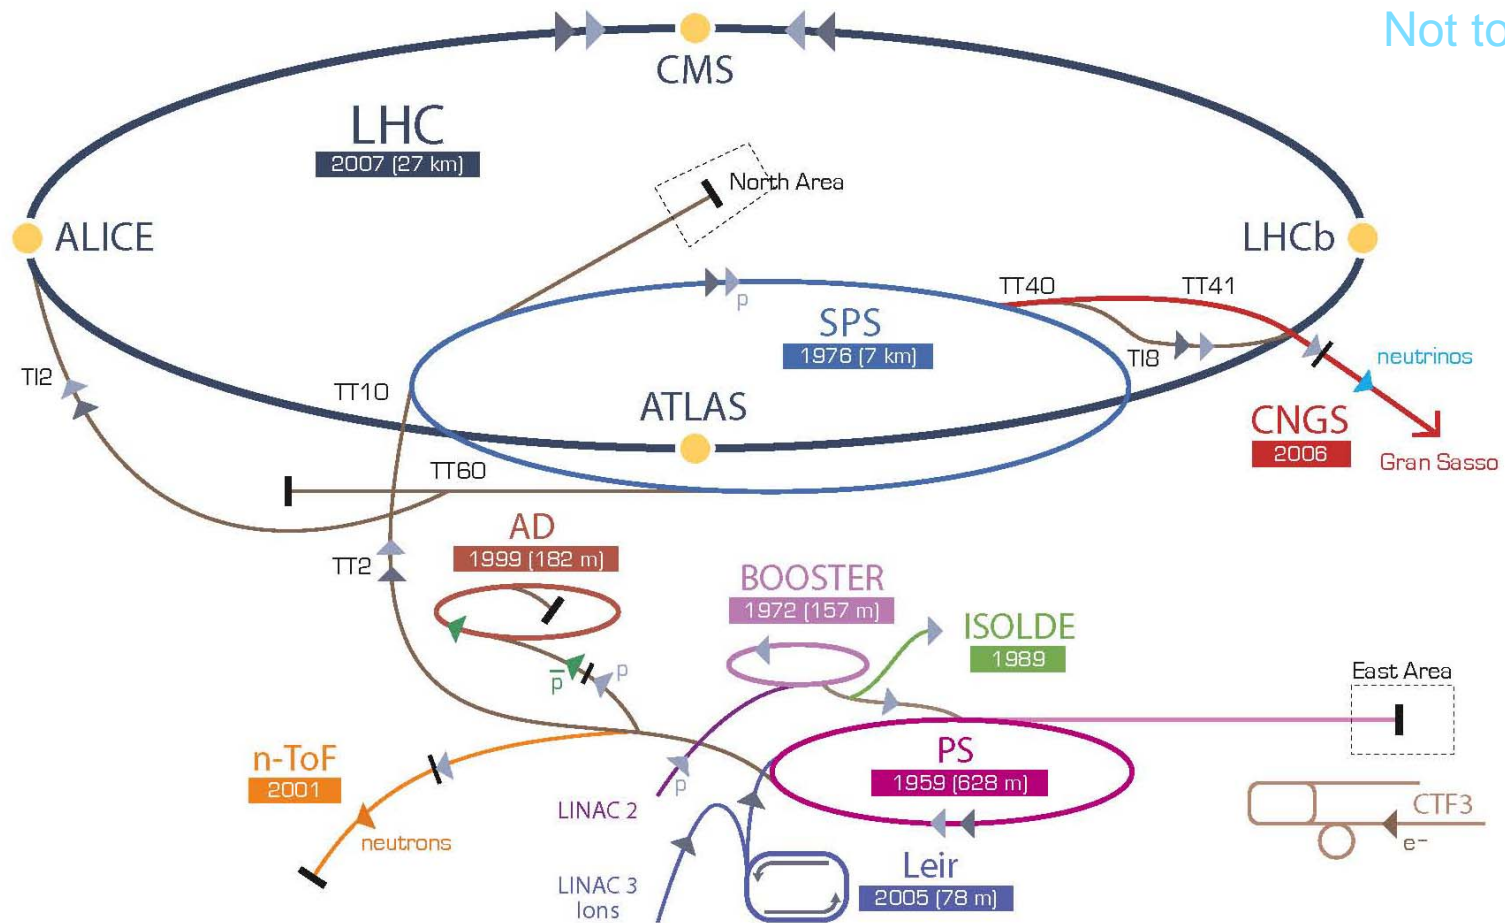 Not to
CMS
LHC
2007 (27 km)
North Area
ALICE
LHCb
TT40
TT41
SPS
1976 (7 km)
p
TI8
neutrinos
TI2
TT10
ATLAS
CNGS
2006
Gran Sasso
TT60
AD
1999 (182 m)
TT2
BOOSTER
1972 (157 m)
ISOLDE
1989
East Area
p̅
p
n-ToF
2001
PS
1959 (628 m)
p
LINAC 2
neutrons
CTF3
e–
Leir
2005 (78 m)
LINAC 3
Ions